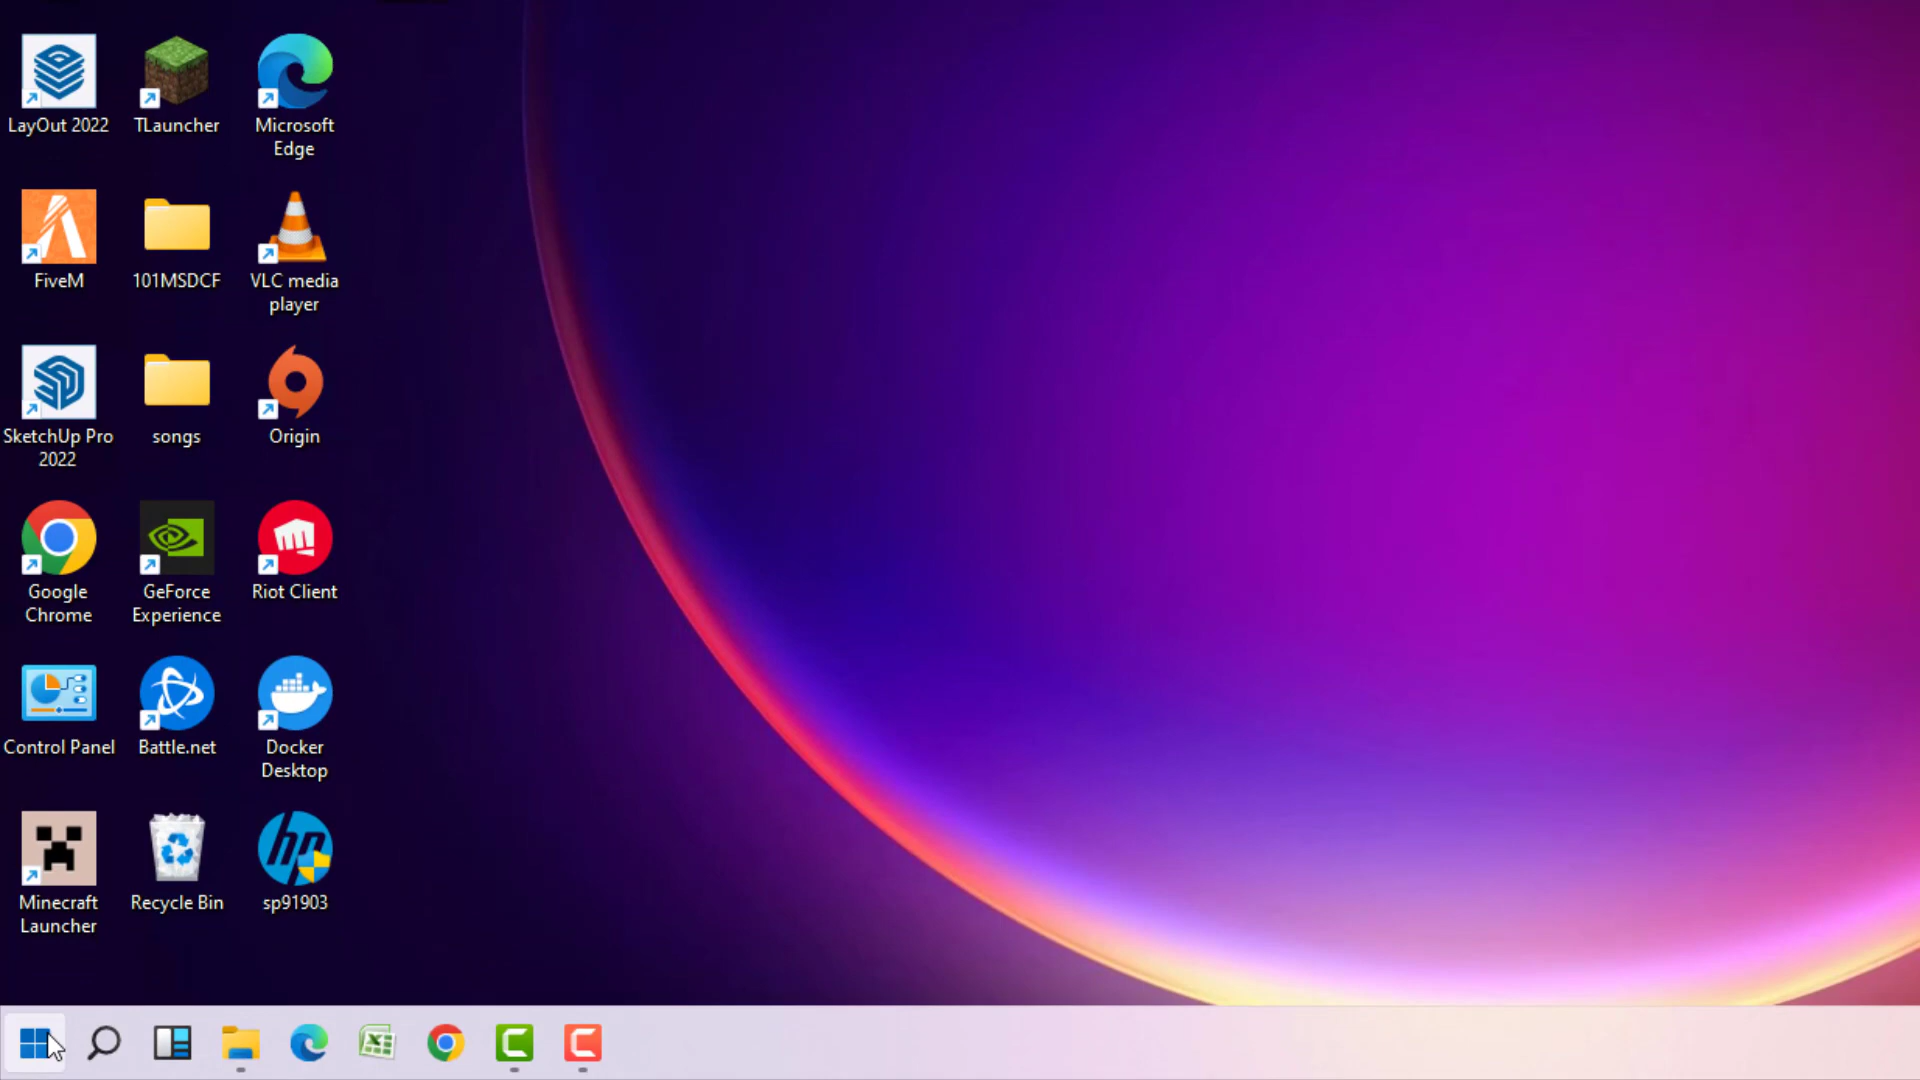 LayOut 2022
TLauncher
Microsoft
Edge
FiveM
101MSDCF
VLC media
player
SketchUp Pro
2022
songs
Origin
Google
Chrome
GeForce
Experience
Riot Client
Control Panel
Battle.net
Docker
Desktop
Minecraft
Launcher
Recycle Bin
hp
sp91903